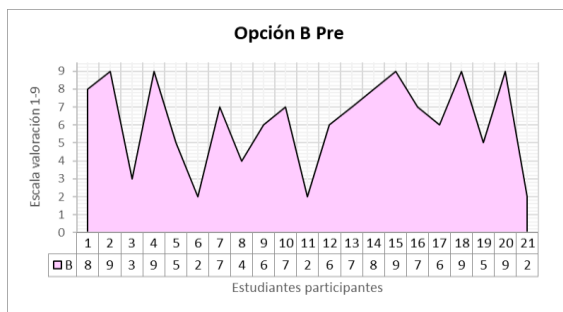 Opción B Pre
Escala valoración 1-9
9
8
7
6
5
4
3
2
1
0
1 2 3 4 5 6 7 8 9 10 11 12 13 14 15 16 17 18 19 20 21
B 8 9 3 9 5 2 7 4 6 7 2 6 7 8 9 7 6 9 5 9 2
Estudiantes participantes